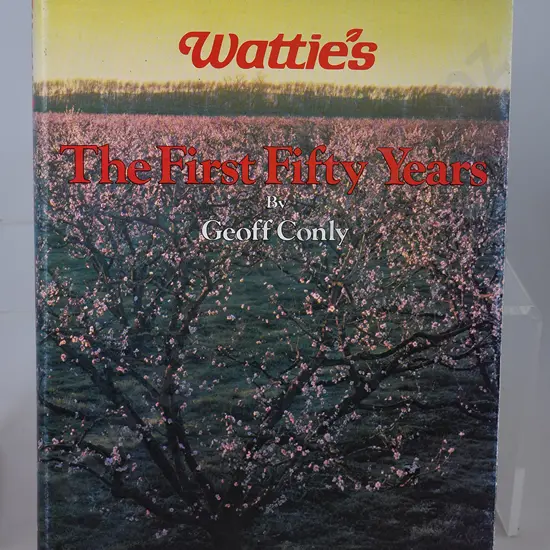 Wattie's
The First Fifty Years
By
Geoff Conly